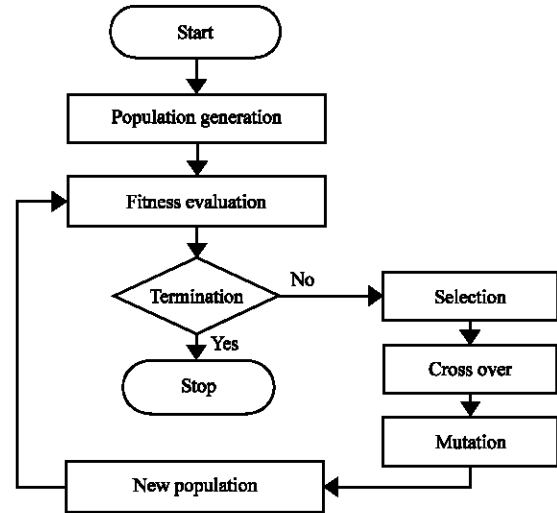 Start
Population generation
Fitness evaluation
Termination
No
Yes
Stop
Selection
Cross over
Mutation
New population